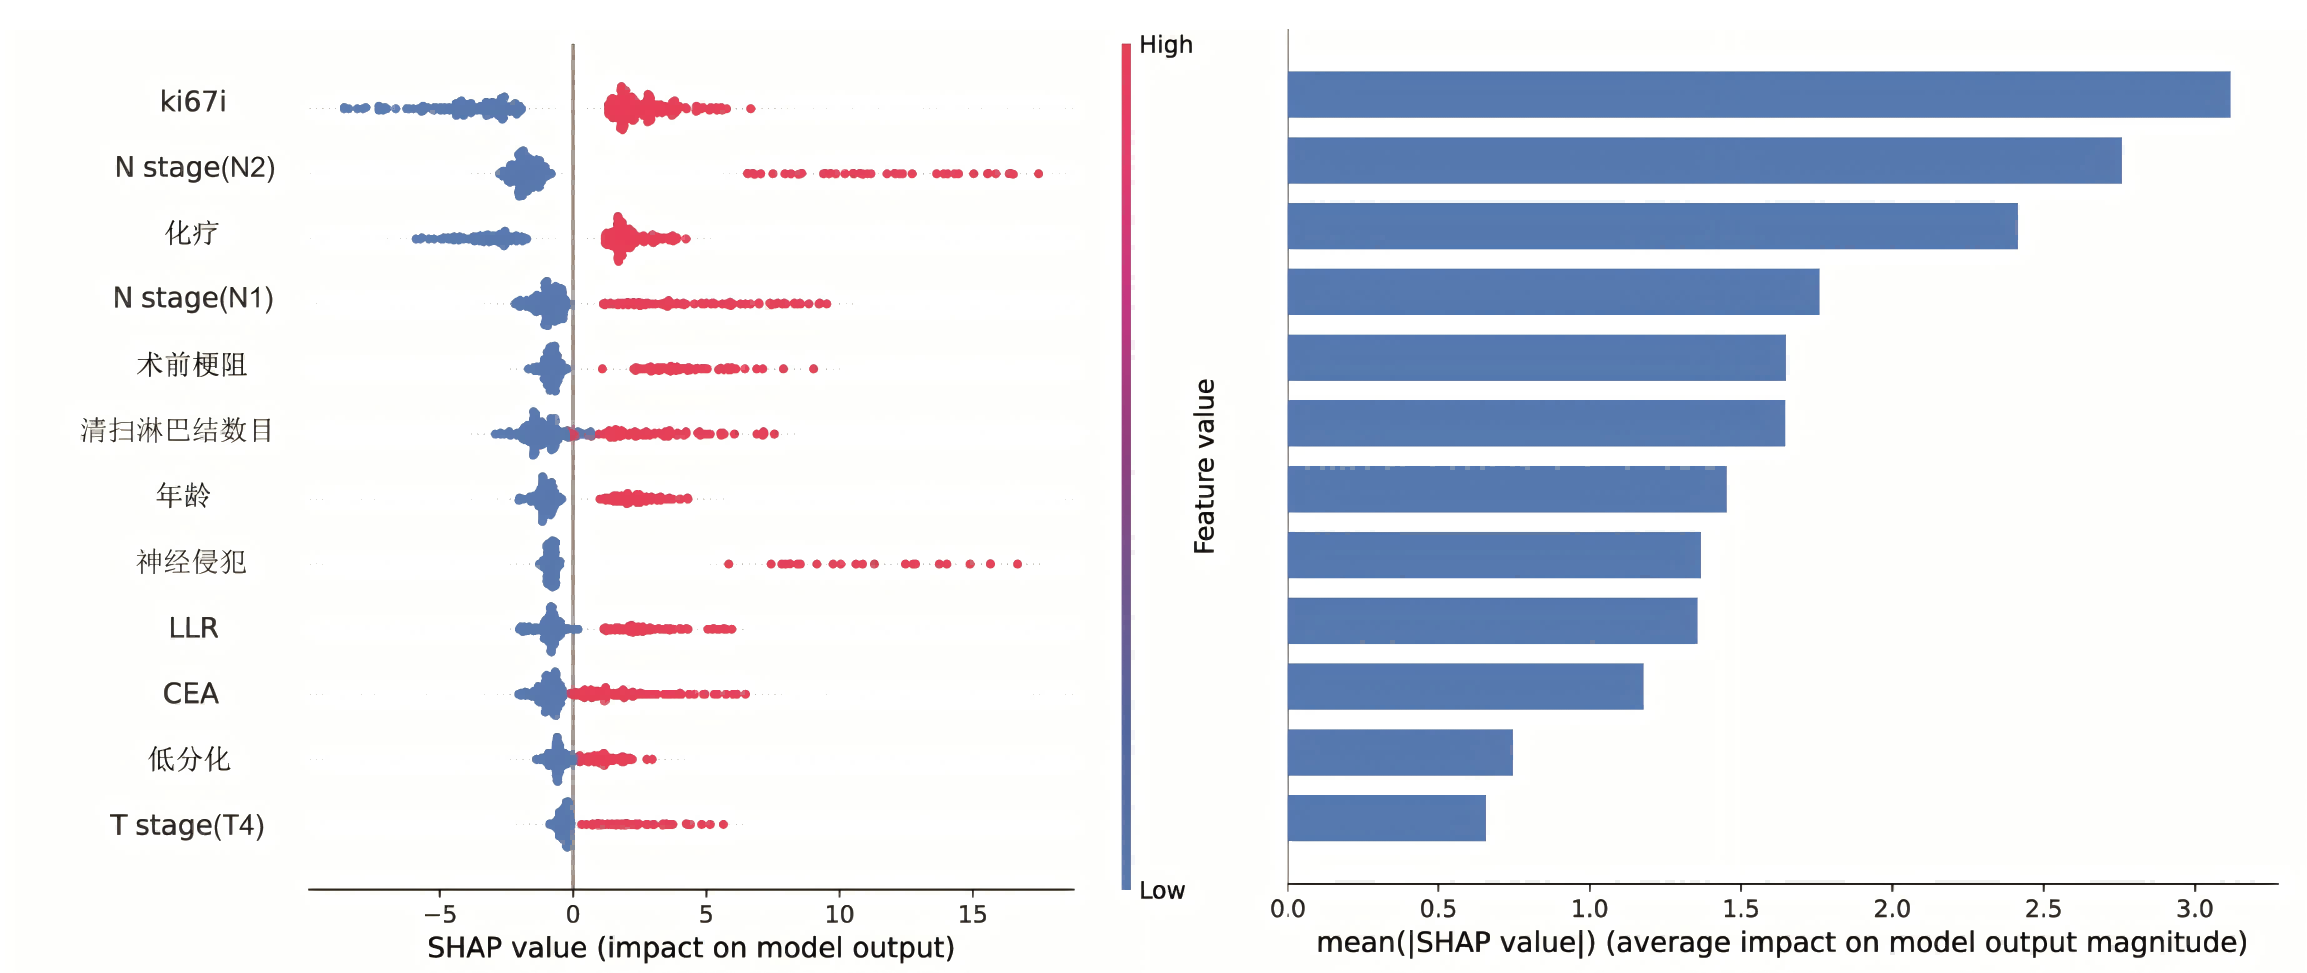 ki67i
N stage(N2)
化疗
N stage(N1)
术前梗阻
清扫淋巴结数目
年龄
神经侵犯
LLR
CEA
低分化
T stage(T4)
−5 0 5 10 15
SHAP value (impact on model output)
High
Feature value
Low
0.0 0.5 1.0 1.5 2.0 2.5 3.0
mean(|SHAP value|) (average impact on model output magnitude)